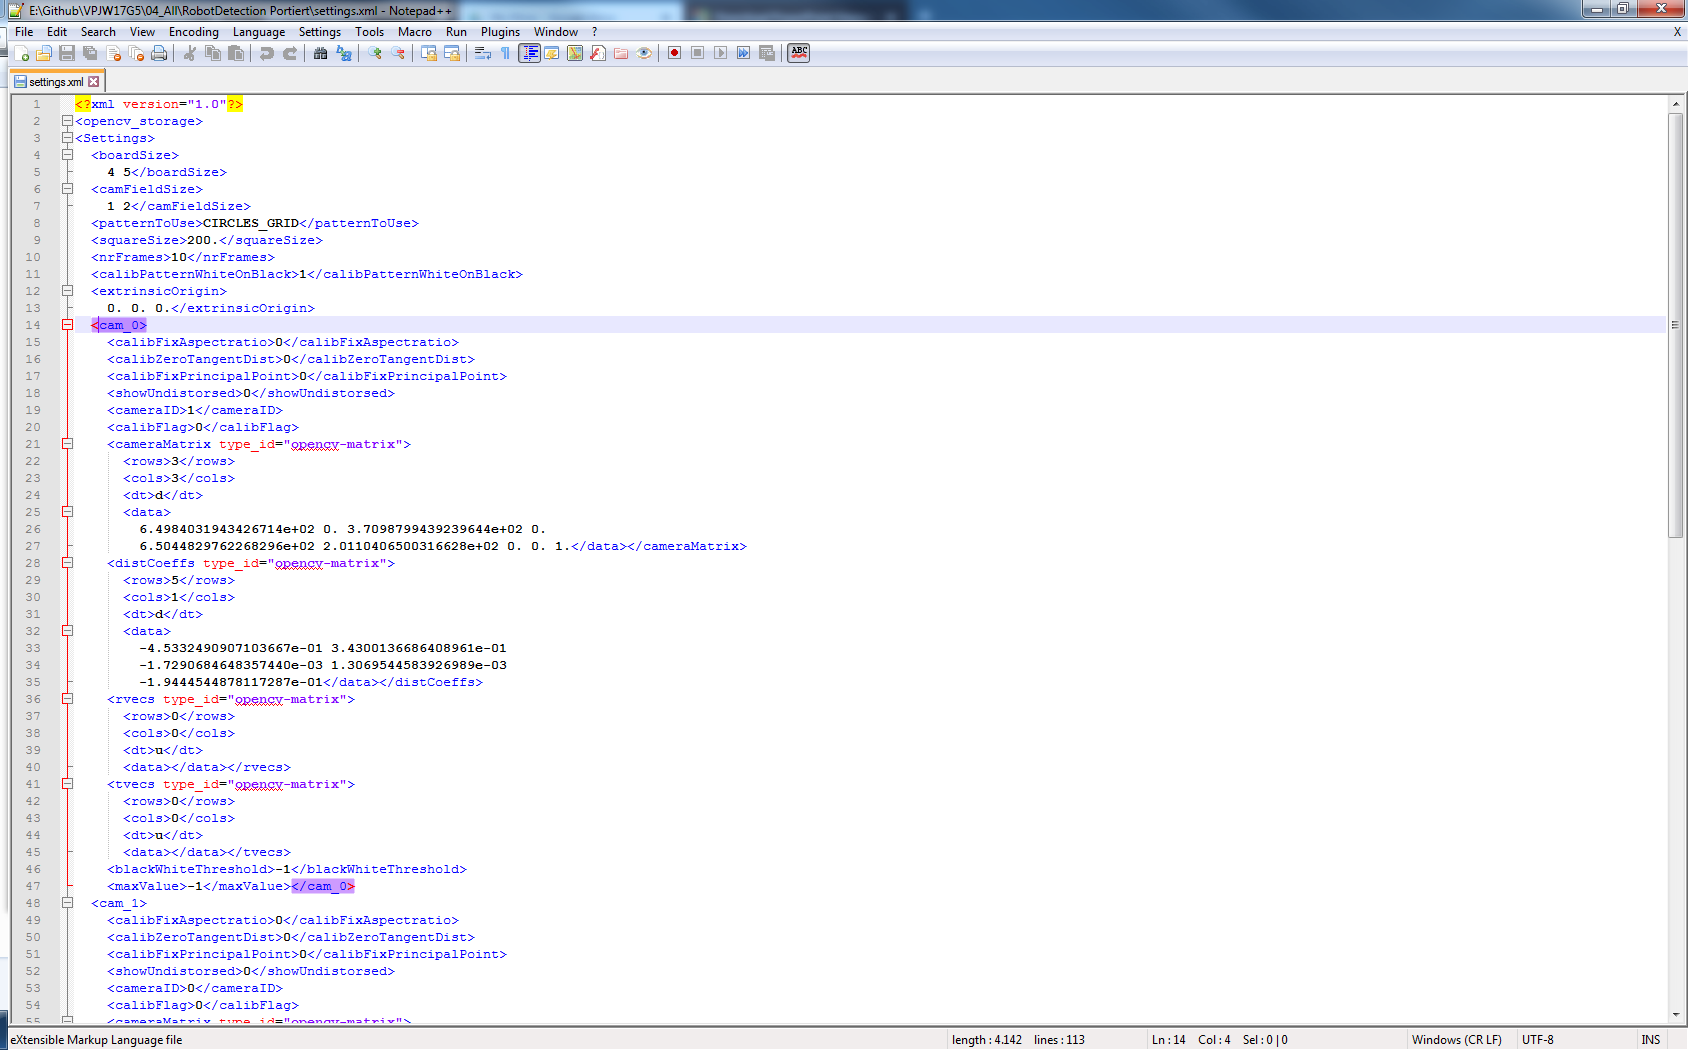 E:\Github\VPJW17G5\04_All\RobotDetection Portiert\settings.xml - Notepad++
File Edit Search View Encoding Language Settings Tools Macro Run Plugins Window ? X
settings.xml
1 <?xml version="1.0"?>
2 <opencv_storage>
3 <Settings>
4 <boardSize>
5 4 5</boardSize>
6 <camFieldSize>
7 1 2</camFieldSize>
8 <patternToUse>CIRCLES_GRID</patternToUse>
9 <squareSize>200.</squareSize>
10 <nrFrames>10</nrFrames>
11 <calibPatternWhiteOnBlack>1</calibPatternWhiteOnBlack>
12 <extrinsicOrigin>
13 0. 0. 0.</extrinsicOrigin>
14 <cam_0>
15 <calibFixAspectratio>0</calibFixAspectratio>
16 <calibZeroTangentDist>0</calibZeroTangentDist>
17 <calibFixPrincipalPoint>0</calibFixPrincipalPoint>
18 <showUndistorsed>0</showUndistorsed>
19 <cameraID>1</cameraID>
20 <calibFlag>0</calibFlag>
21 <cameraMatrix type_id="opencv-matrix">
22 <rows>3</rows>
23 <cols>3</cols>
24 <dt>d</dt>
25 <data>
26 6.4984031943426714e+02 0. 3.7098799439239644e+02 0.
27 6.5044829762268296e+02 2.0110406500316628e+02 0. 0. 1.</data></cameraMatrix>
28 <distCoeffs type_id="opencv-matrix">
29 <rows>5</rows>
30 <cols>1</cols>
31 <dt>d</dt>
32 <data>
33 -4.5332490907103667e-01 3.4300136686408961e-01
34 -1.7290684648357440e-03 1.3069544583926989e-03
35 -1.9444544878117287e-01</data></distCoeffs>
36 <rvecs type_id="opencv-matrix">
37 <rows>0</rows>
38 <cols>0</cols>
39 <dt>u</dt>
40 <data></data></rvecs>
41 <tvecs type_id="opencv-matrix">
42 <rows>0</rows>
43 <cols>0</cols>
44 <dt>u</dt>
45 <data></data></tvecs>
46 <blackWhiteThreshold>-1</blackWhiteThreshold>
47 <maxValue>-1</maxValue></cam_0>
48 <cam_1>
49 <calibFixAspectratio>0</calibFixAspectratio>
50 <calibZeroTangentDist>0</calibZeroTangentDist>
51 <calibFixPrincipalPoint>0</calibFixPrincipalPoint>
52 <showUndistorsed>0</showUndistorsed>
53 <cameraID>0</cameraID>
54 <calibFlag>0</calibFlag>
55 <cameraMatrix type_id="opencv-matrix">
eXtensible Markup Language file length : 4.142 lines : 113 Ln : 14 Col : 4 Sel : 0 | 0 Windows (CR LF) UTF-8 INS